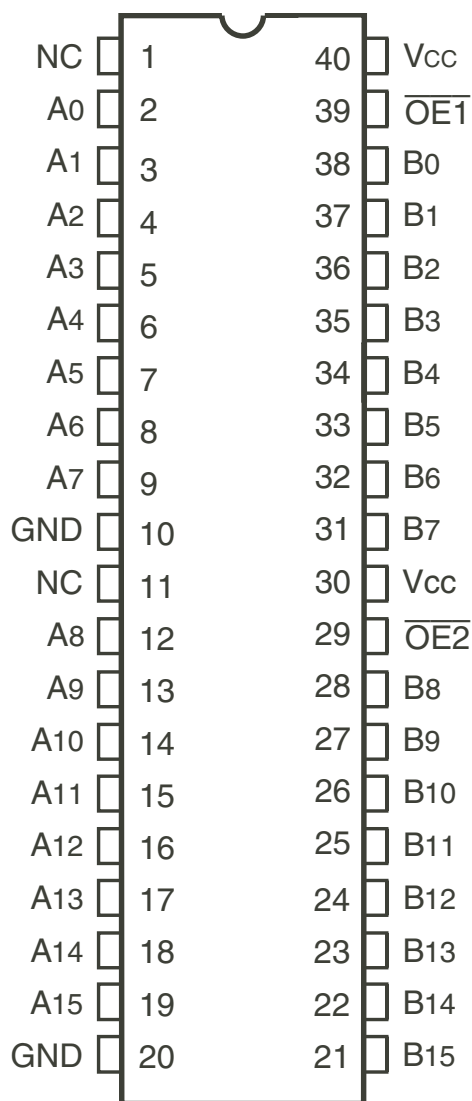 NC 1 40 VCC
A0 2 39 OE1
A1 3 38 B0
A2 4 37 B1
A3 5 36 B2
A4 6 35 B3
A5 7 34 B4
A6 8 33 B5
A7 9 32 B6
GND 10 31 B7
NC 11 30 Vcc
A8 12 29 OE2
A9 13 28 B8
A10 14 27 B9
A11 15 26 B10
A12 16 25 B11
A13 17 24 B12
A14 18 23 B13
A15 19 22 B14
GND 20 21 B15